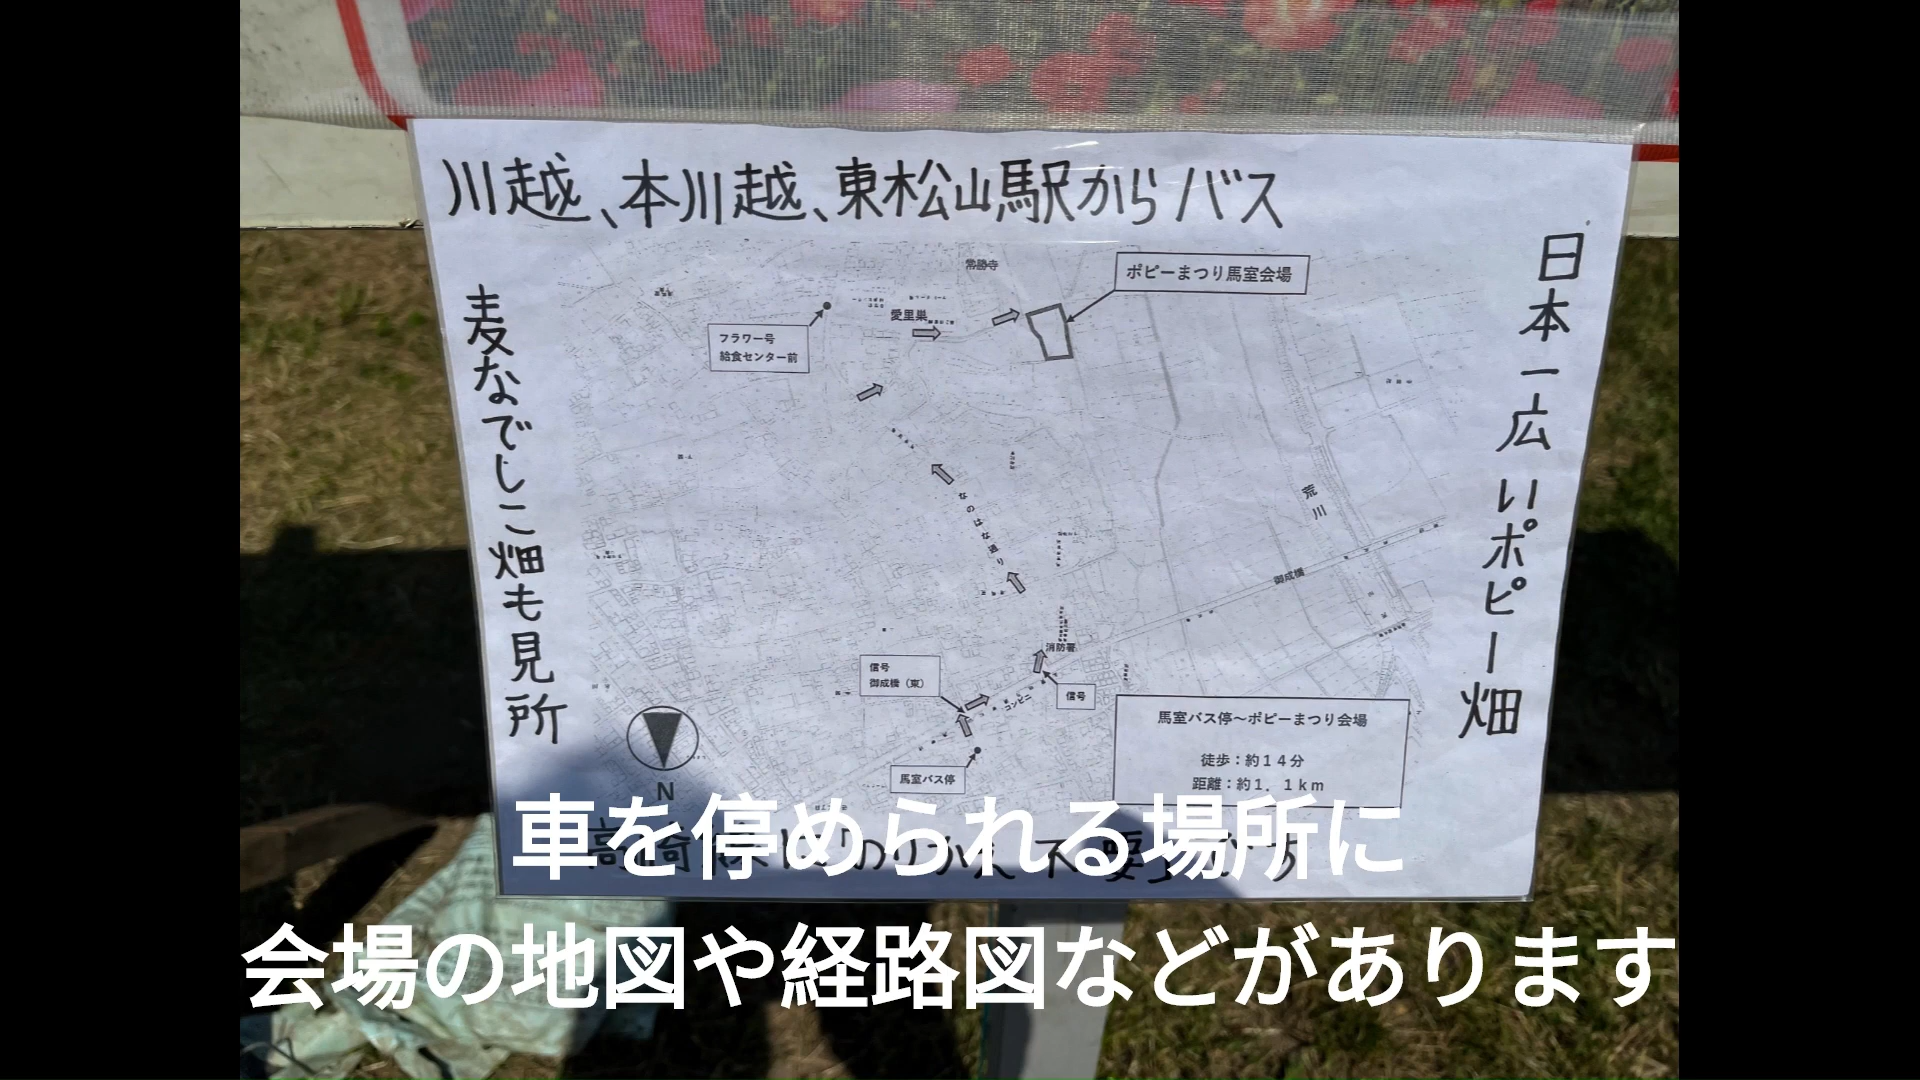 川越、本川越、東松山駅からバス
日本一広いポピー畑
麦なでしこ畑も見所
常勝寺
ポピーまつり馬室会場
愛里巣
フラワー号
給食センター前
なのはな通り
荒川
御成橋
消防署
信号
御成橋（東）
コンビニ
信号
馬室バス停
馬室バス停～ポピーまつり会場
徒歩：約14分
距離：約1．1km
N
車を停められる場所に
会場の地図や経路図などがあります